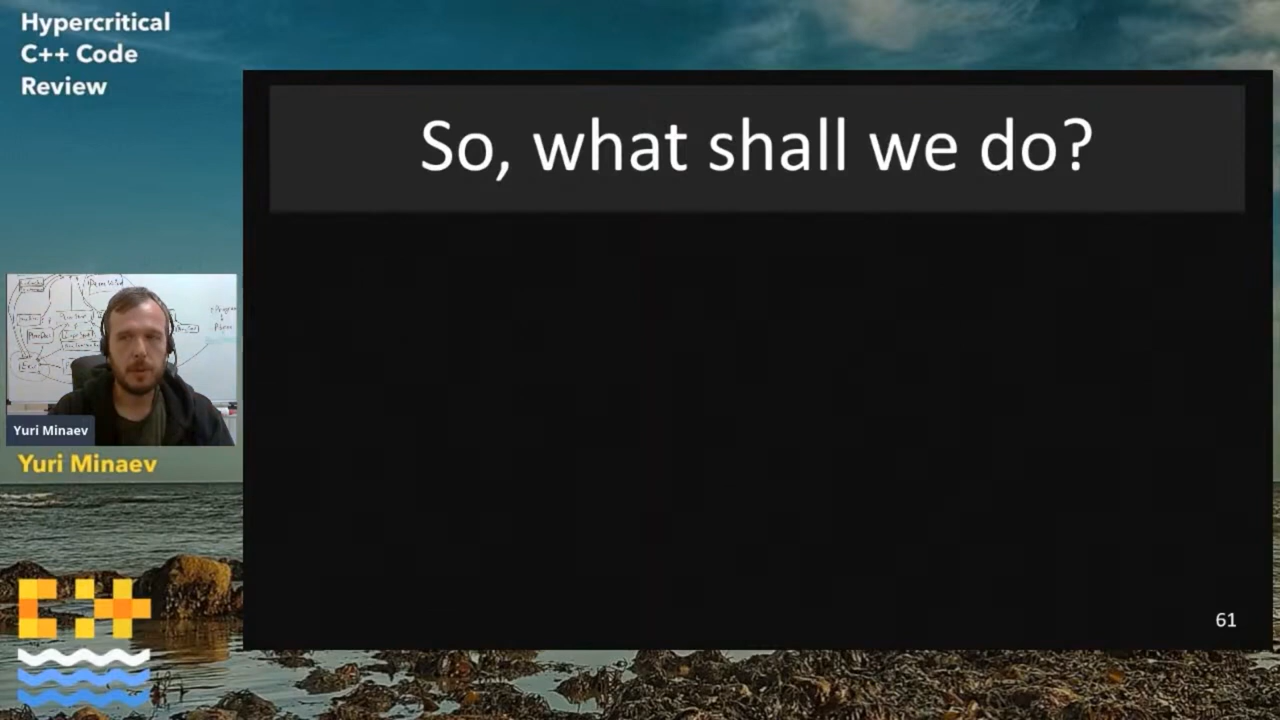 Hypercritical
C++ Code
Review
So, what shall we do?
Yuri Minaev
Yuri Minaev
61